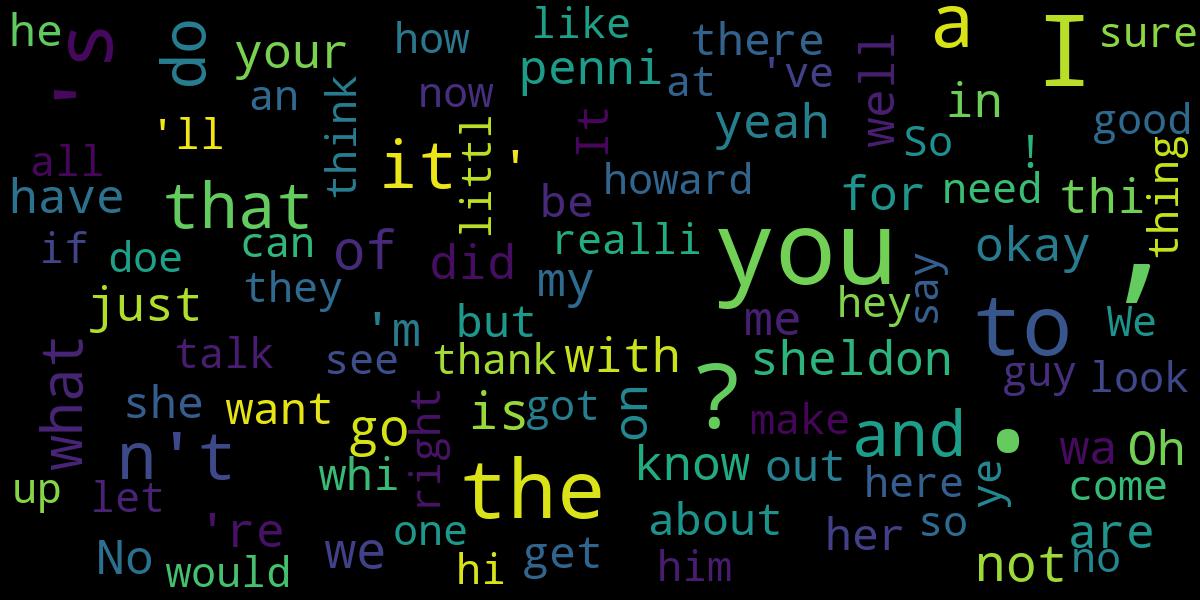 he
's
do
your
how
like
there
a
I
sure
penni
at
've
well
in
an
think
now
It
yeah
good
'll
littl
So
!
all
it
'
thing
have
that
be
howard
for
need
thi
if
doe
can
of
did
realli
you
okay
,
they
my
say
just
hey
'm
but
me
to
We
what
talk
see
thank
with
sheldon
guy
look
she
want
go
right
is
got
on
?
make
and
.
wa
Oh
n't
whi
the
know
out
here
ye
come
up
let
're
one
about
her
so
are
No
would
we
hi
get
him
not
no